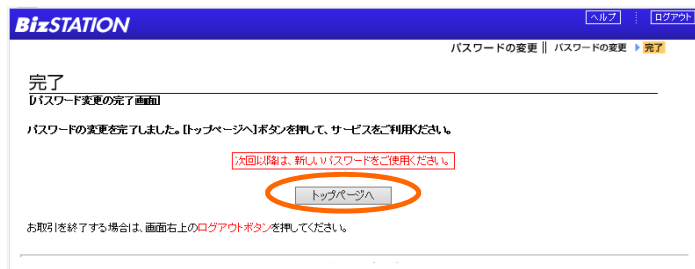 BizSTATION
ヘルプ ログアウト
パスワードの変更 ‖ パスワードの変更 ▶ 完了
完了
[パスワード変更の完了画面]
パスワードの変更を完了しました。[トップページへ]ボタンを押して、サービスをご利用ください。
次回以降は、新しいパスワードをご使用ください。
トップページへ
お取引を終了する場合は、画面右上のログアウトボタンを押してください。